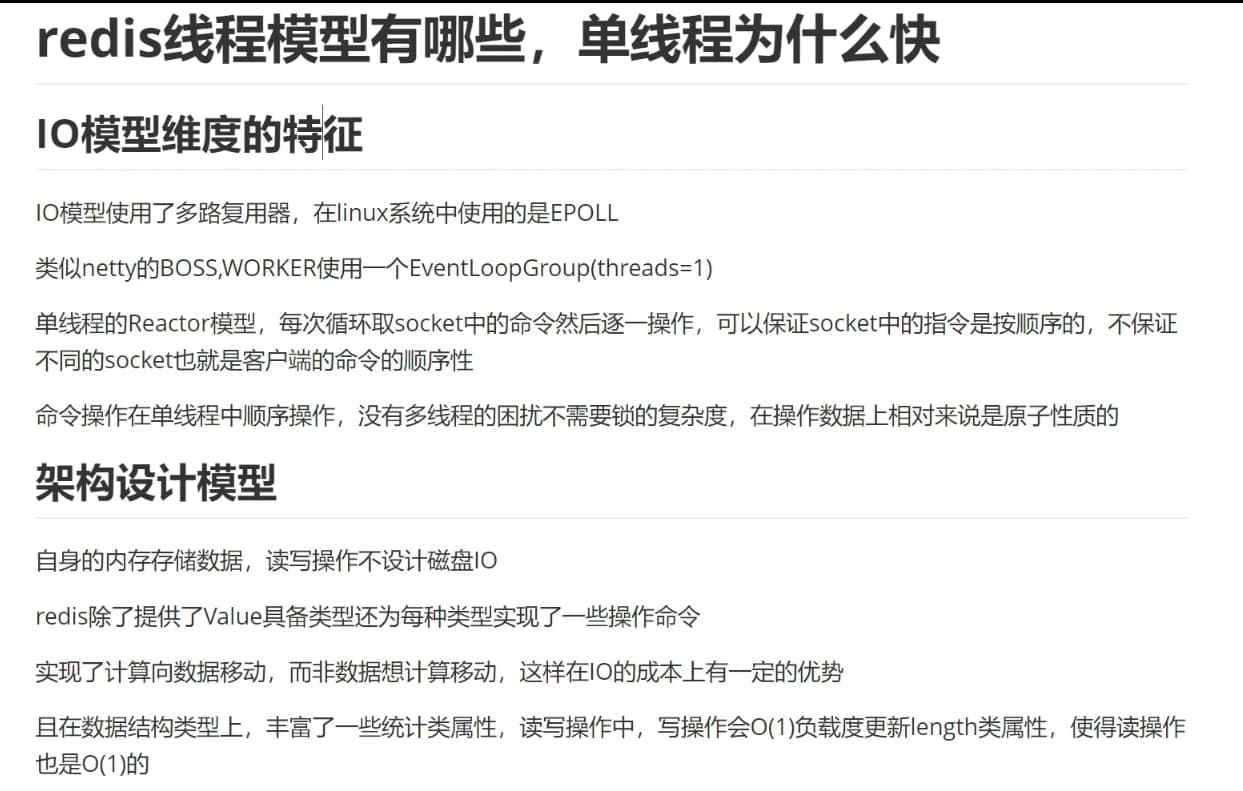 redis线程模型有哪些，单线程为什么快
IO模型维度的特征
IO模型使用了多路复用器，在linux系统中使用的是EPOLL
类似netty的BOSS,WORKER使用一个EventLoopGroup(threads=1)
单线程的Reactor模型，每次循环取socket中的命令然后逐一操作，可以保证socket中的指令是按顺序的，不保证
不同的socket也就是客户端的命令的顺序性
命令操作在单线程中顺序操作，没有多线程的困扰不需要锁的复杂度，在操作数据上相对来说是原子性质的
架构设计模型
自身的内存存储数据，读写操作不设计磁盘IO
redis除了提供了Value具备类型还为每种类型实现了一些操作命令
实现了计算向数据移动，而非数据想计算移动，这样在IO的成本上有一定的优势
且在数据结构类型上，丰富了一些统计类属性，读写操作中，写操作会O(1)负载度更新length类属性，使得读操作
也是O(1)的